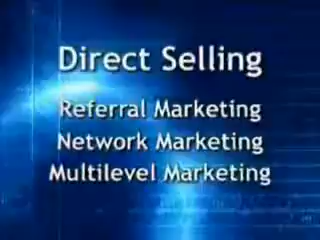 Direct Selling
Referral Marketing
Network Marketing
Multilevel Marketing